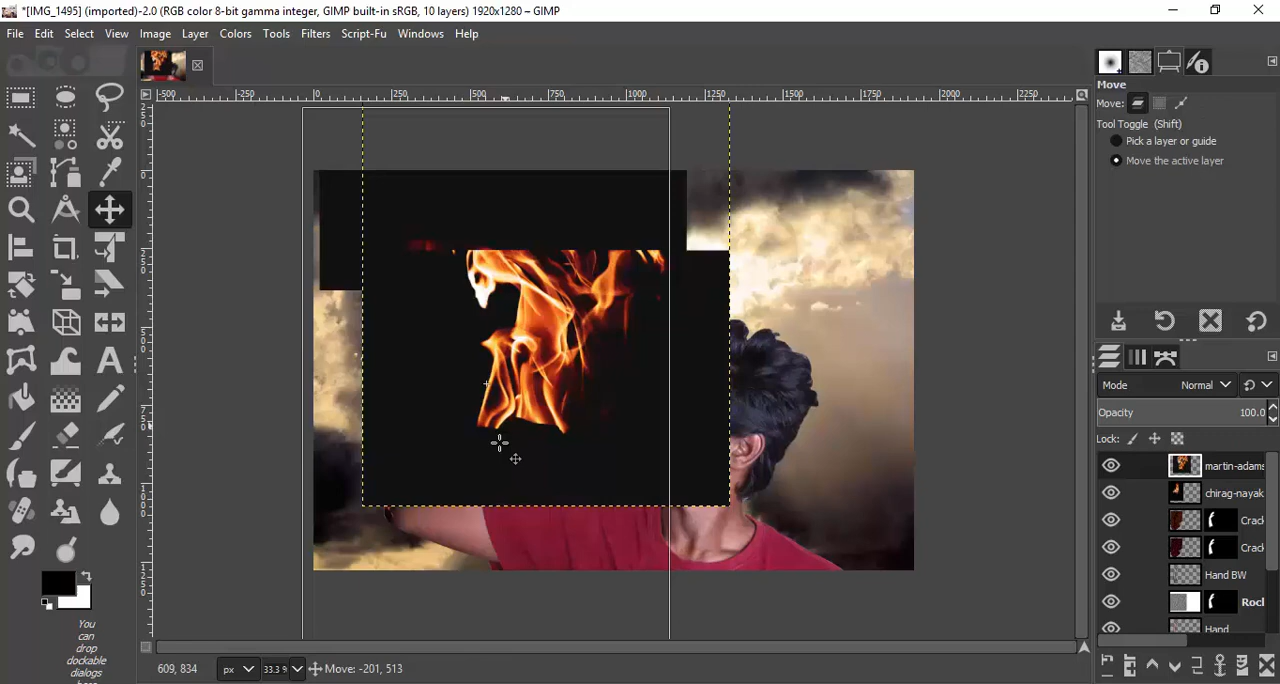 *[IMG_1495] (imported)-2.0 (RGB color 8-bit gamma integer, GIMP built-in sRGB, 10 layers) 1920x1280 – GIMP
File Edit Select View Image Layer Colors Tools Filters Script-Fu Windows Help
-500 -250 0 250 500 750 1000 1250 1500 1750 2000 2250
Move
Move:
Tool Toggle (Shift)
Pick a layer or guide
Move the active layer
Mode Normal
Opacity 100.0
Lock:
martin-adams
chirag-nayak
Crack
Crack
Hand BW
Rock
Hand
You
can
drop
dockable
dialogs
here
609, 834 px 33.3 % Move: -201, 513